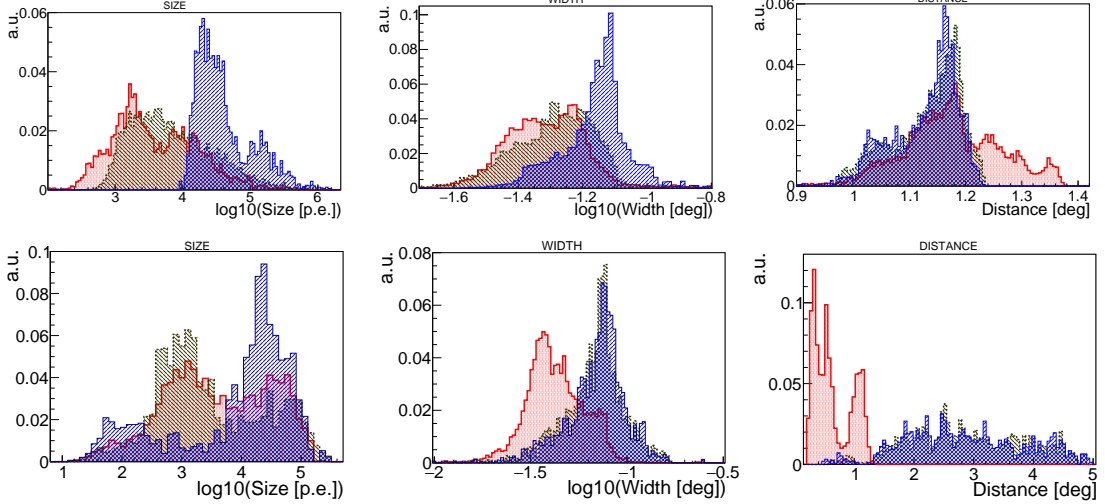 SIZE
a.u.
0.06
0.04
0.02
0
3 4 5 6
log10(Size [p.e.])
WIDTH
a.u.
0.1
0.08
0.06
0.04
0.02
0
−1.6 −1.4 −1.2 −1 −0.8
log10(Width [deg])
DISTANCE
a.u.
0.06
0.04
0.02
0
0.9 1 1.1 1.2 1.3 1.4
Distance [deg]
SIZE
a.u.
0.1
0.08
0.06
0.04
0.02
0
1 2 3 4 5
log10(Size [p.e.])
WIDTH
a.u.
0.08
0.06
0.04
0.02
0
−2 −1.5 −1 −0.5
log10(Width [deg])
DISTANCE
a.u.
0.1
0.05
0
1 2 3 4 5
Distance [deg]